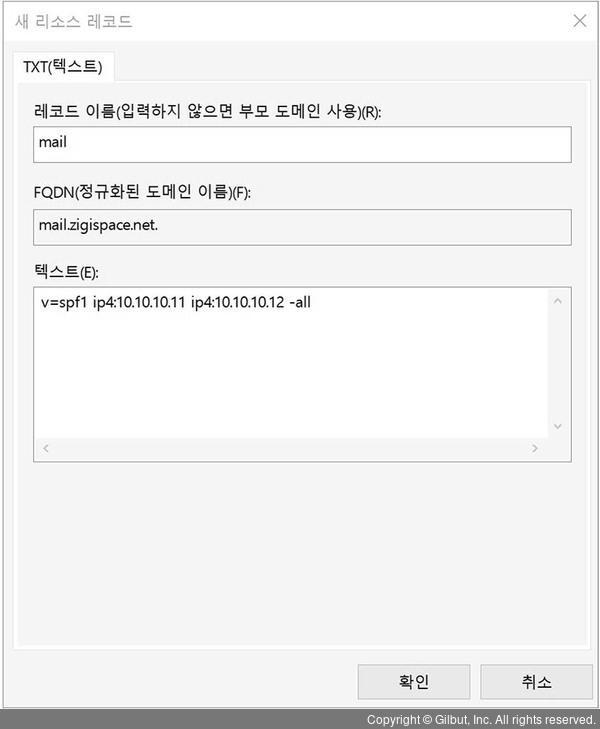 새 리소스 레코드
TXT(텍스트)
레코드 이름(입력하지 않으면 부모 도메인 사용)(R):
mail
FQDN(정규화된 도메인 이름)(F):
mail.zigispace.net.
텍스트(E):
v=spf1 ip4:10.10.10.11 ip4:10.10.10.12 -all
확인 취소
Copyright © Gilbut, Inc. All rights reserved.